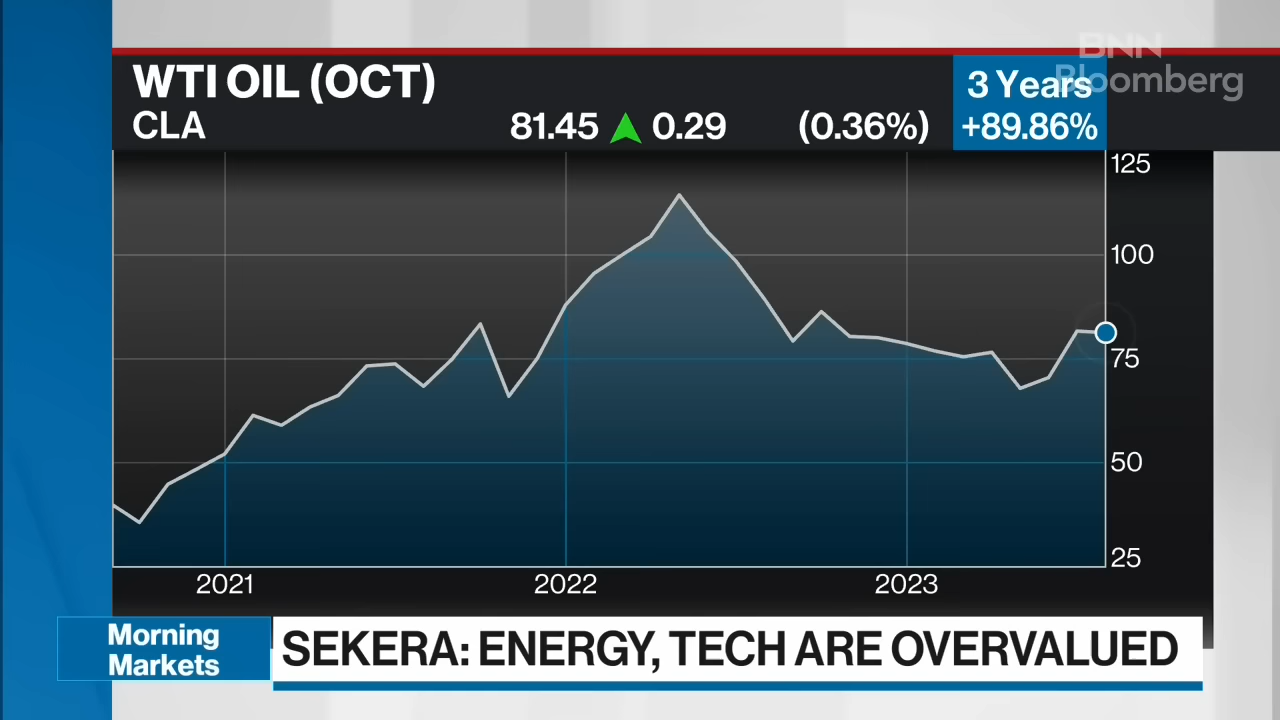 BNN
Bloomberg
WTI OIL (OCT)
CLA
81.45 ▲ 0.29 (0.36%)
3 Years
+89.86%
125
100
75
50
25
2021 2022 2023
Morning
Markets
SEKERA: ENERGY, TECH ARE OVERVALUED